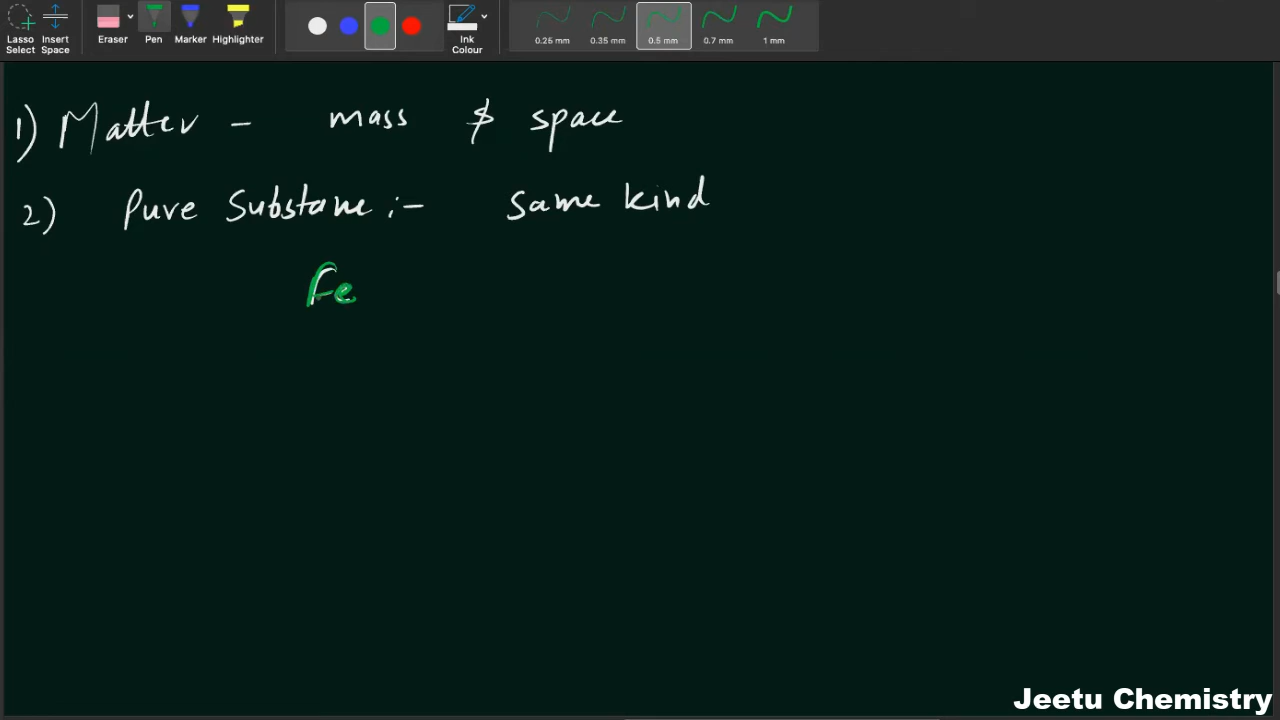 Lasso Select
Insert Space
Eraser
Pen
Marker
Highlighter
Ink Colour
0.25 mm
0.35 mm
0.5 mm
0.7 mm
1 mm
1) Matter - mass & space
2) Pure Substane :- Same kind
Fe
Jeetu Chemistry